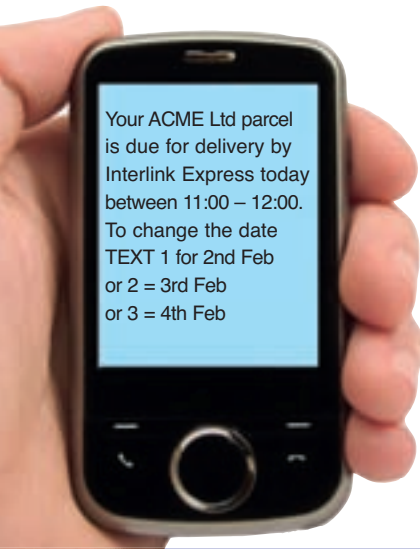 Your ACME Ltd parcel
is due for delivery by
Interlink Express today
between 11:00 – 12:00.
To change the date
TEXT 1 for 2nd Feb
or 2 = 3rd Feb
or 3 = 4th Feb